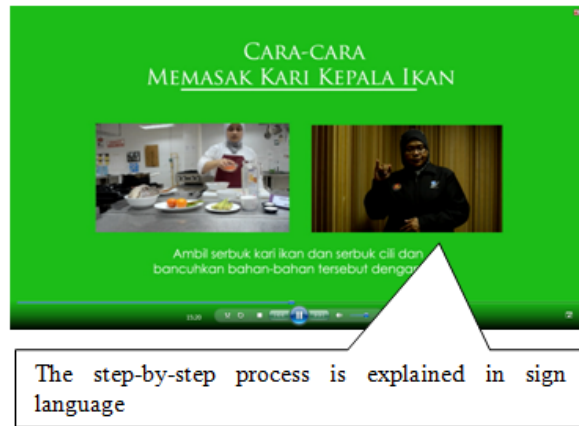 CARA-CARA
MEMASAK KARI KEPALA IKAN
Ambil serbuk kari ikan dan serbuk cili dan
bancuhkan bahan-bahan tersebut
15:20
The step-by-step process is explained in sign
language